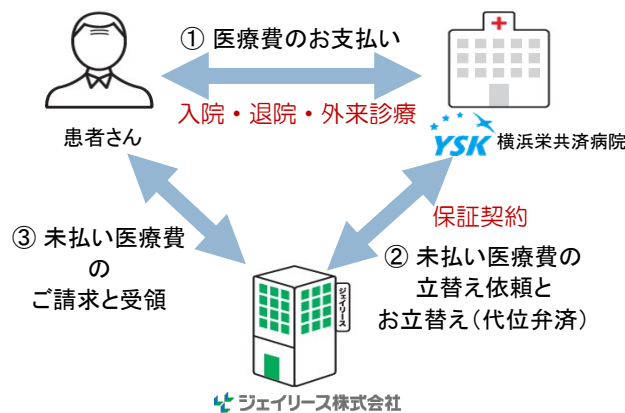 ① 医療費のお支払い
入院・退院・外来診療
患者さん
YSK 横浜栄共済病院
保証契約
③ 未払い医療費
の
ご請求と受領
② 未払い医療費の
立替え依頼と
お立替え（代位弁済）
ジェイリース
ジェイリース株式会社